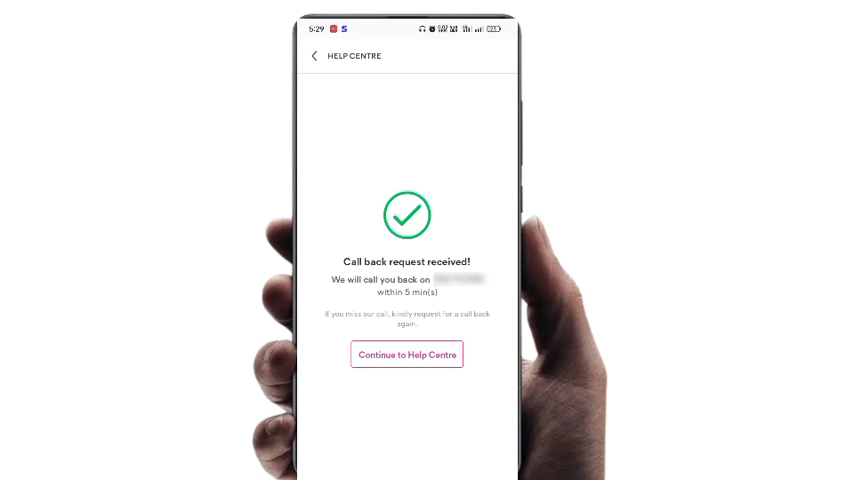 5:29
HELP CENTRE
Call back request received!
We will call you back on
within 5 min(s)
If you miss our call, kindly request for a call back
again.
Continue to Help Centre